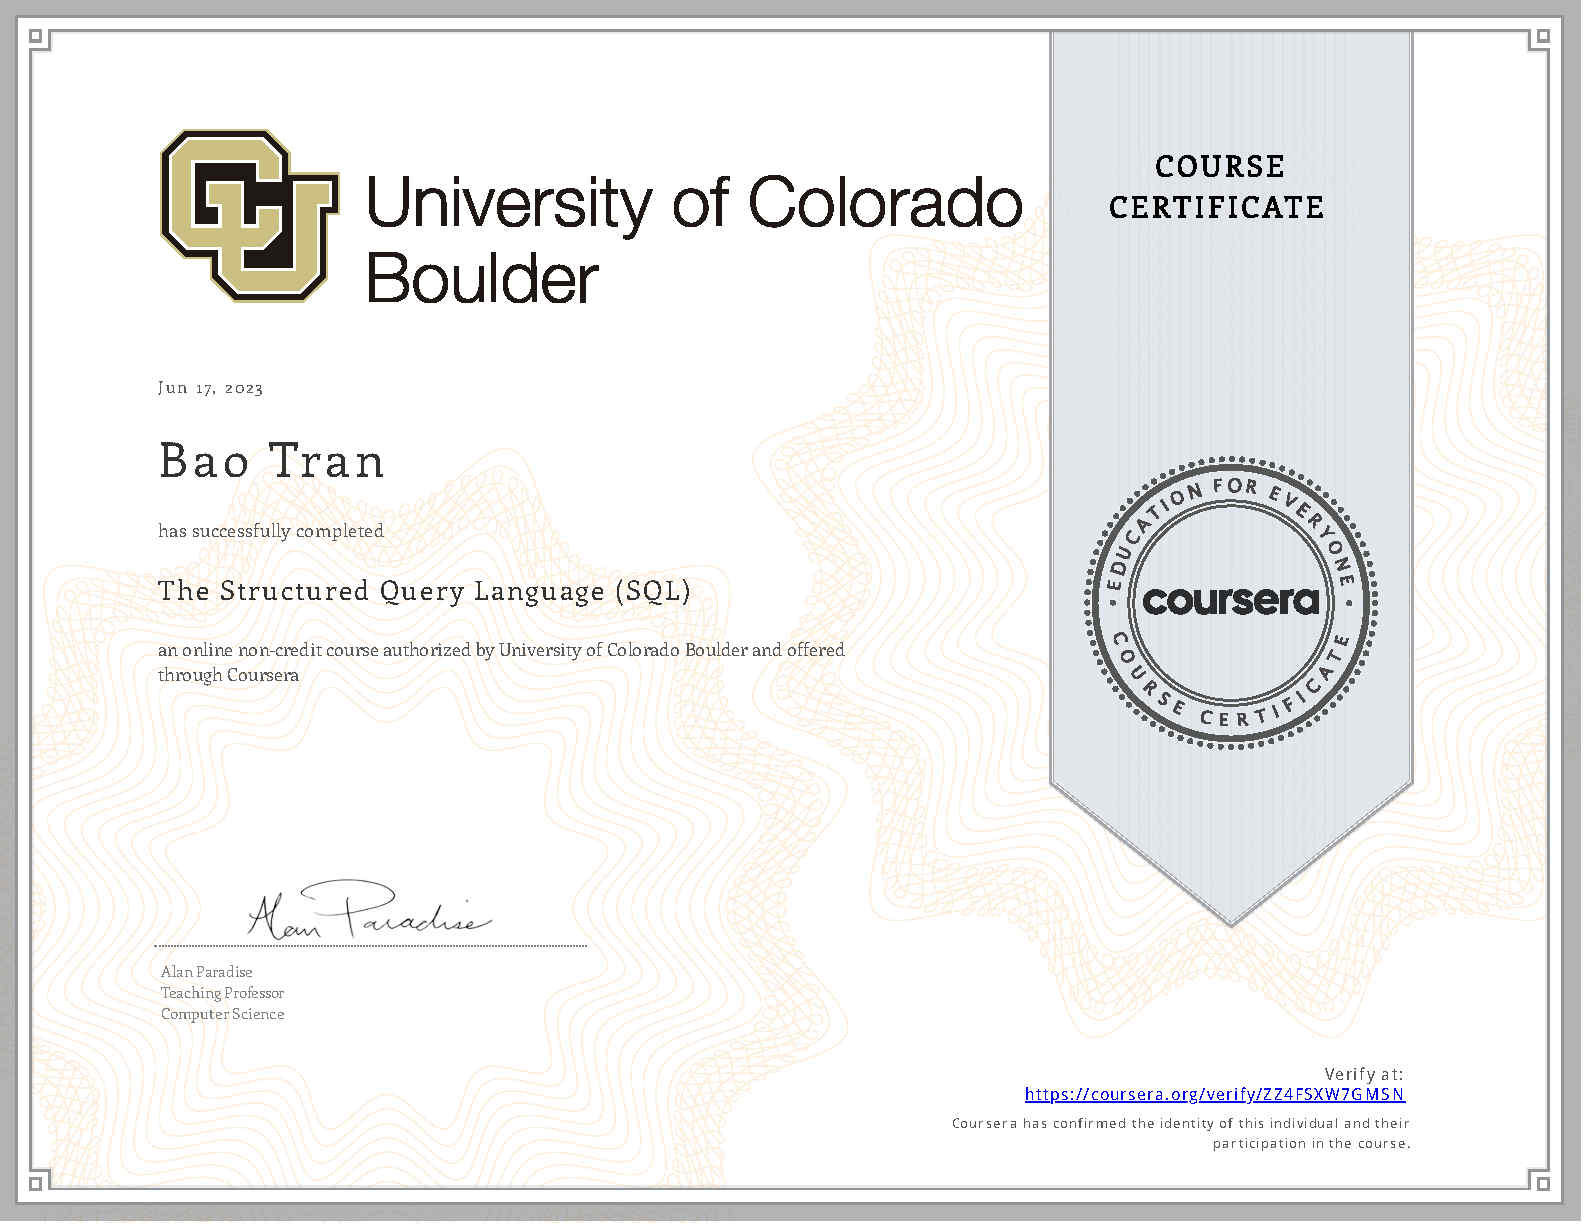 University of Colorado
Boulder
COURSE
CERTIFICATE
Jun 17, 2023
Bao Tran
has successfully completed
The Structured Query Language (SQL)
an online non-credit course authorized by University of Colorado Boulder and offered
through Coursera
EDUCATION FOR EVERYONE
coursera
COURSE CERTIFICATE
Alan Paradise
Alan Paradise
Teaching Professor
Computer Science
Verify at:
https://coursera.org/verify/ZZ4FSXW7GMSN
Coursera has confirmed the identity of this individual and their
participation in the course.